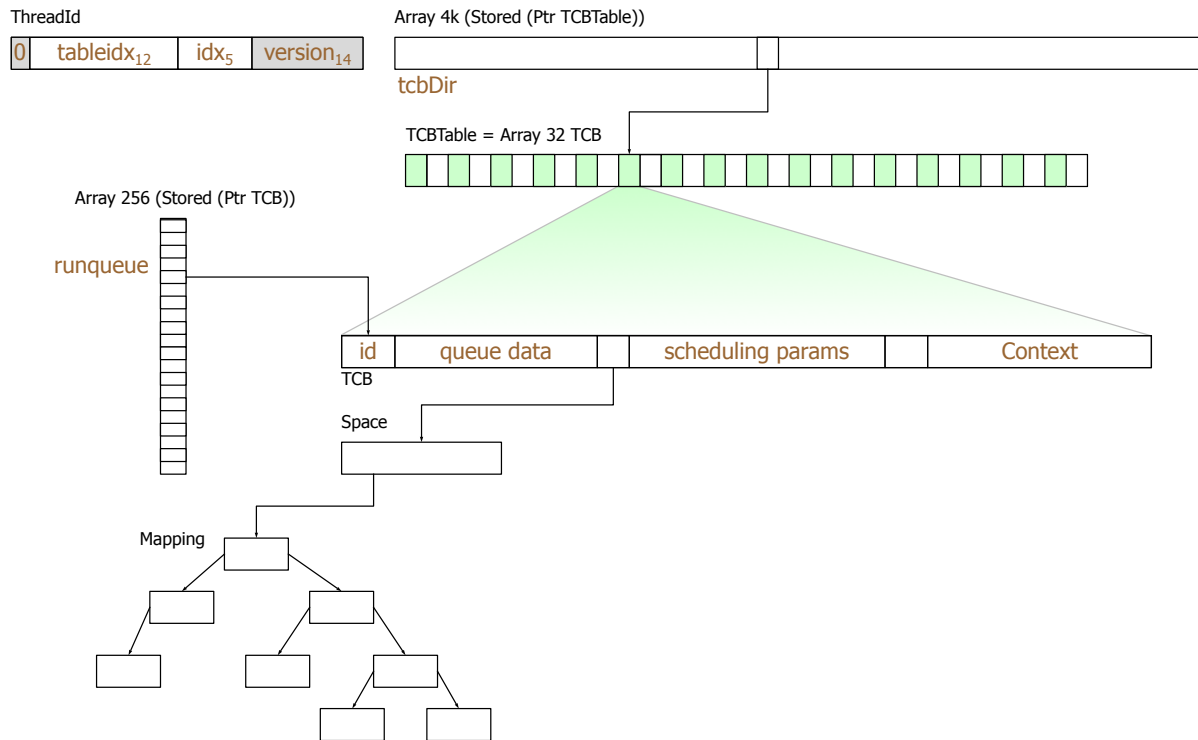 ThreadId
Array 4k (Stored (Ptr TCBTable))
0 tableidx₁₂ idx₅ version₁₄
tcbDir
TCBTable = Array 32 TCB
Array 256 (Stored (Ptr TCB))
runqueue
id queue data scheduling params Context
TCB
Space
Mapping